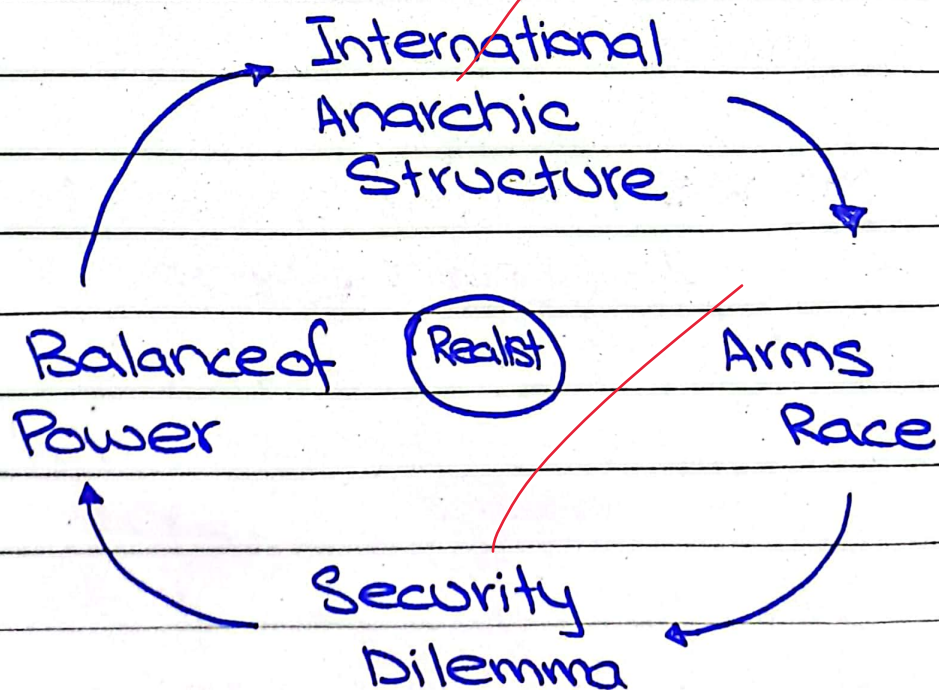 International
Anarchic
Structure
Balance of
Realist
Arms
Power
Race
Security
Dilemma